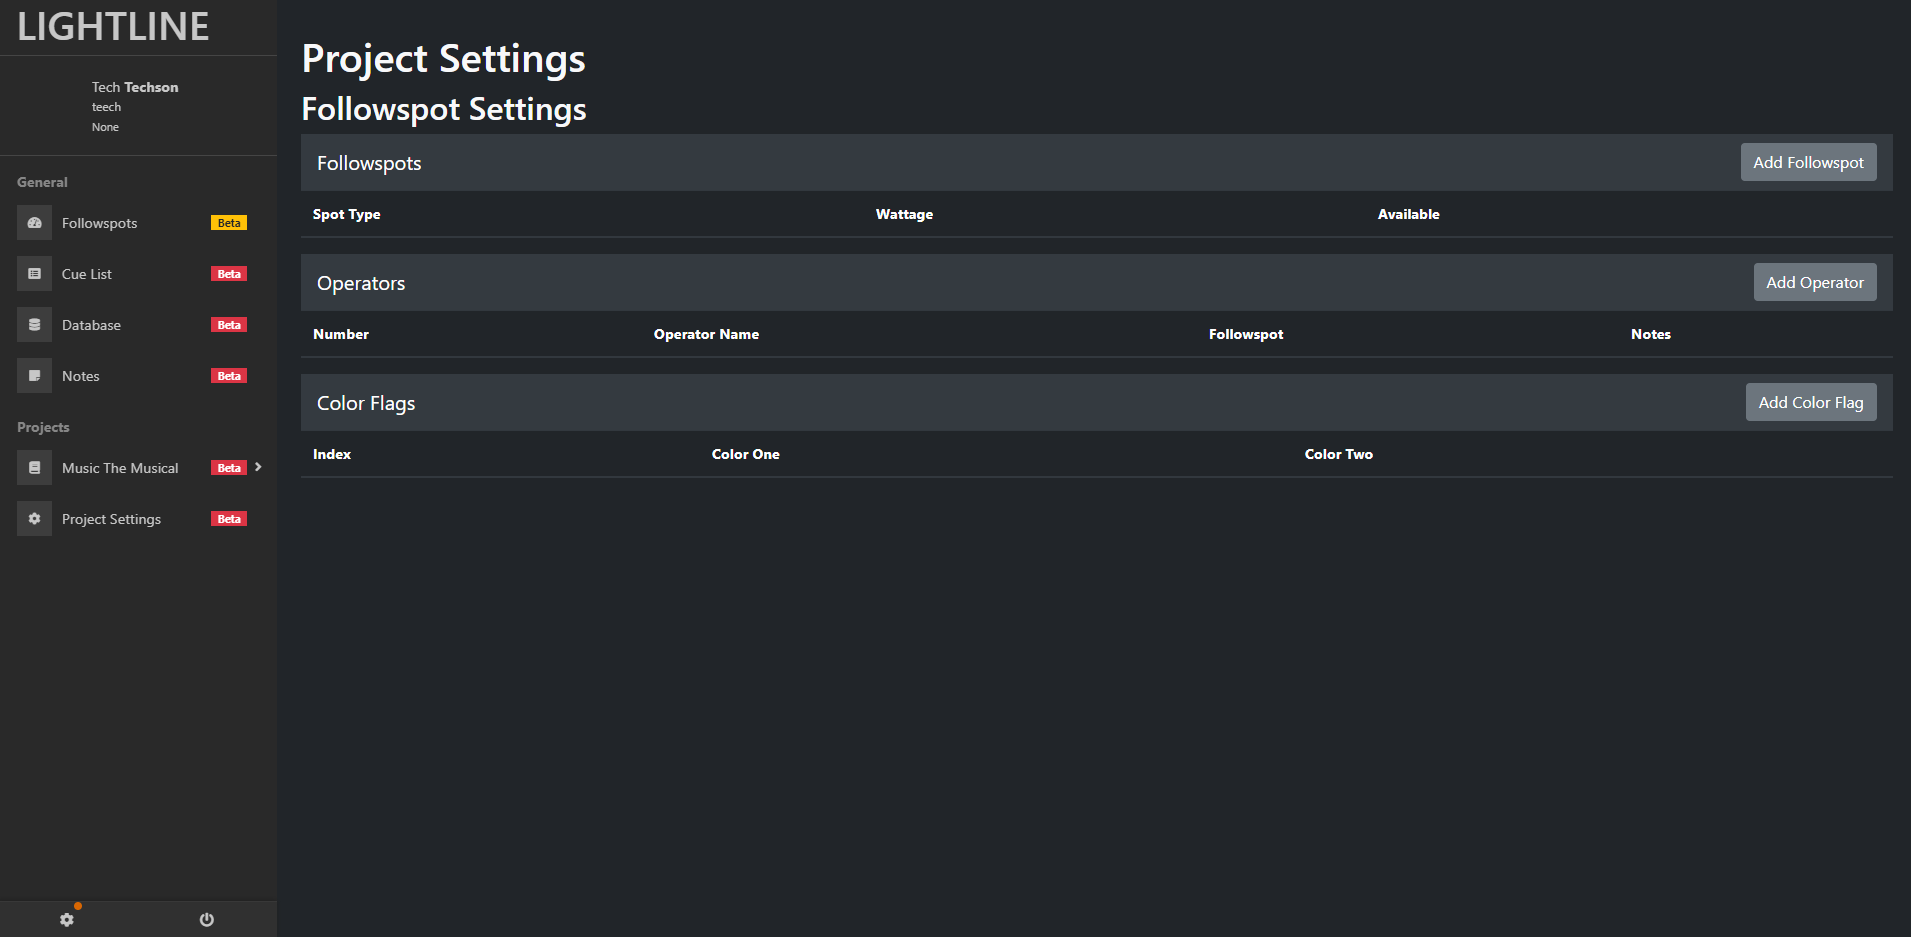 LIGHTLINE
Tech Techson
teech
None
General
Followspots Beta
Cue List Beta
Database Beta
Notes Beta
Projects
Music The Musical Beta
Project Settings Beta
Project Settings
Followspot Settings
Followspots Add Followspot
Spot Type Wattage Available
Operators Add Operator
Number Operator Name Followspot Notes
Color Flags Add Color Flag
Index Color One Color Two